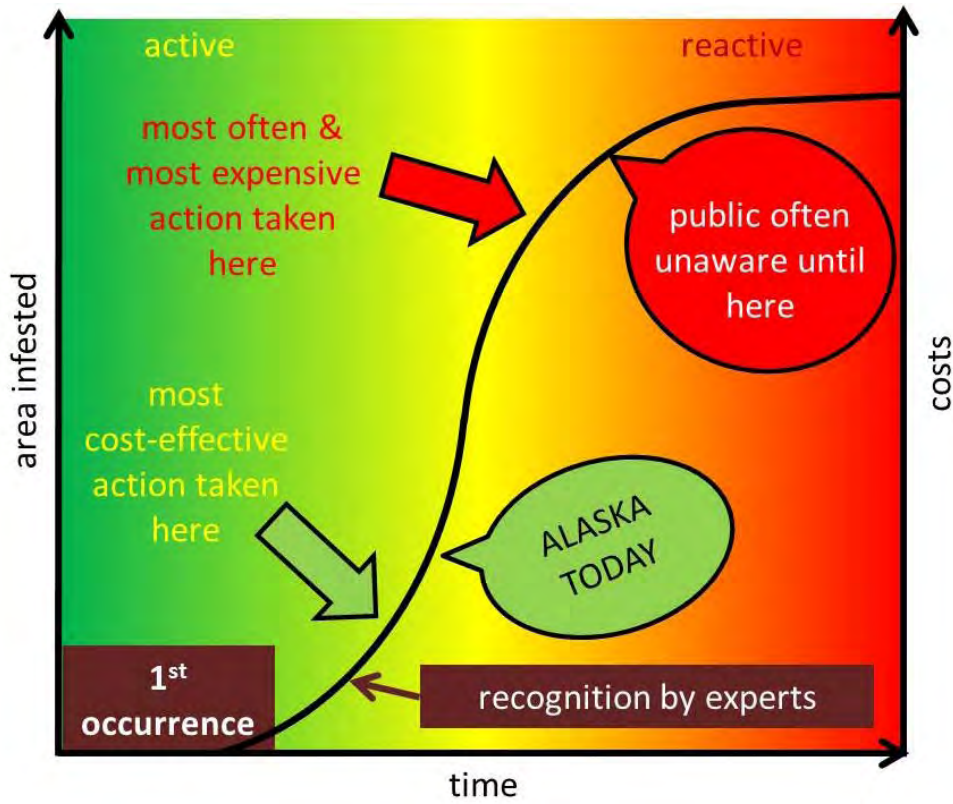 active
reactive
most often &
most expensive
action taken
here
public often
unaware until
here
area infested
costs
most
cost-effective
action taken
here
ALASKA
TODAY
1st
occurrence
recognition by experts
time